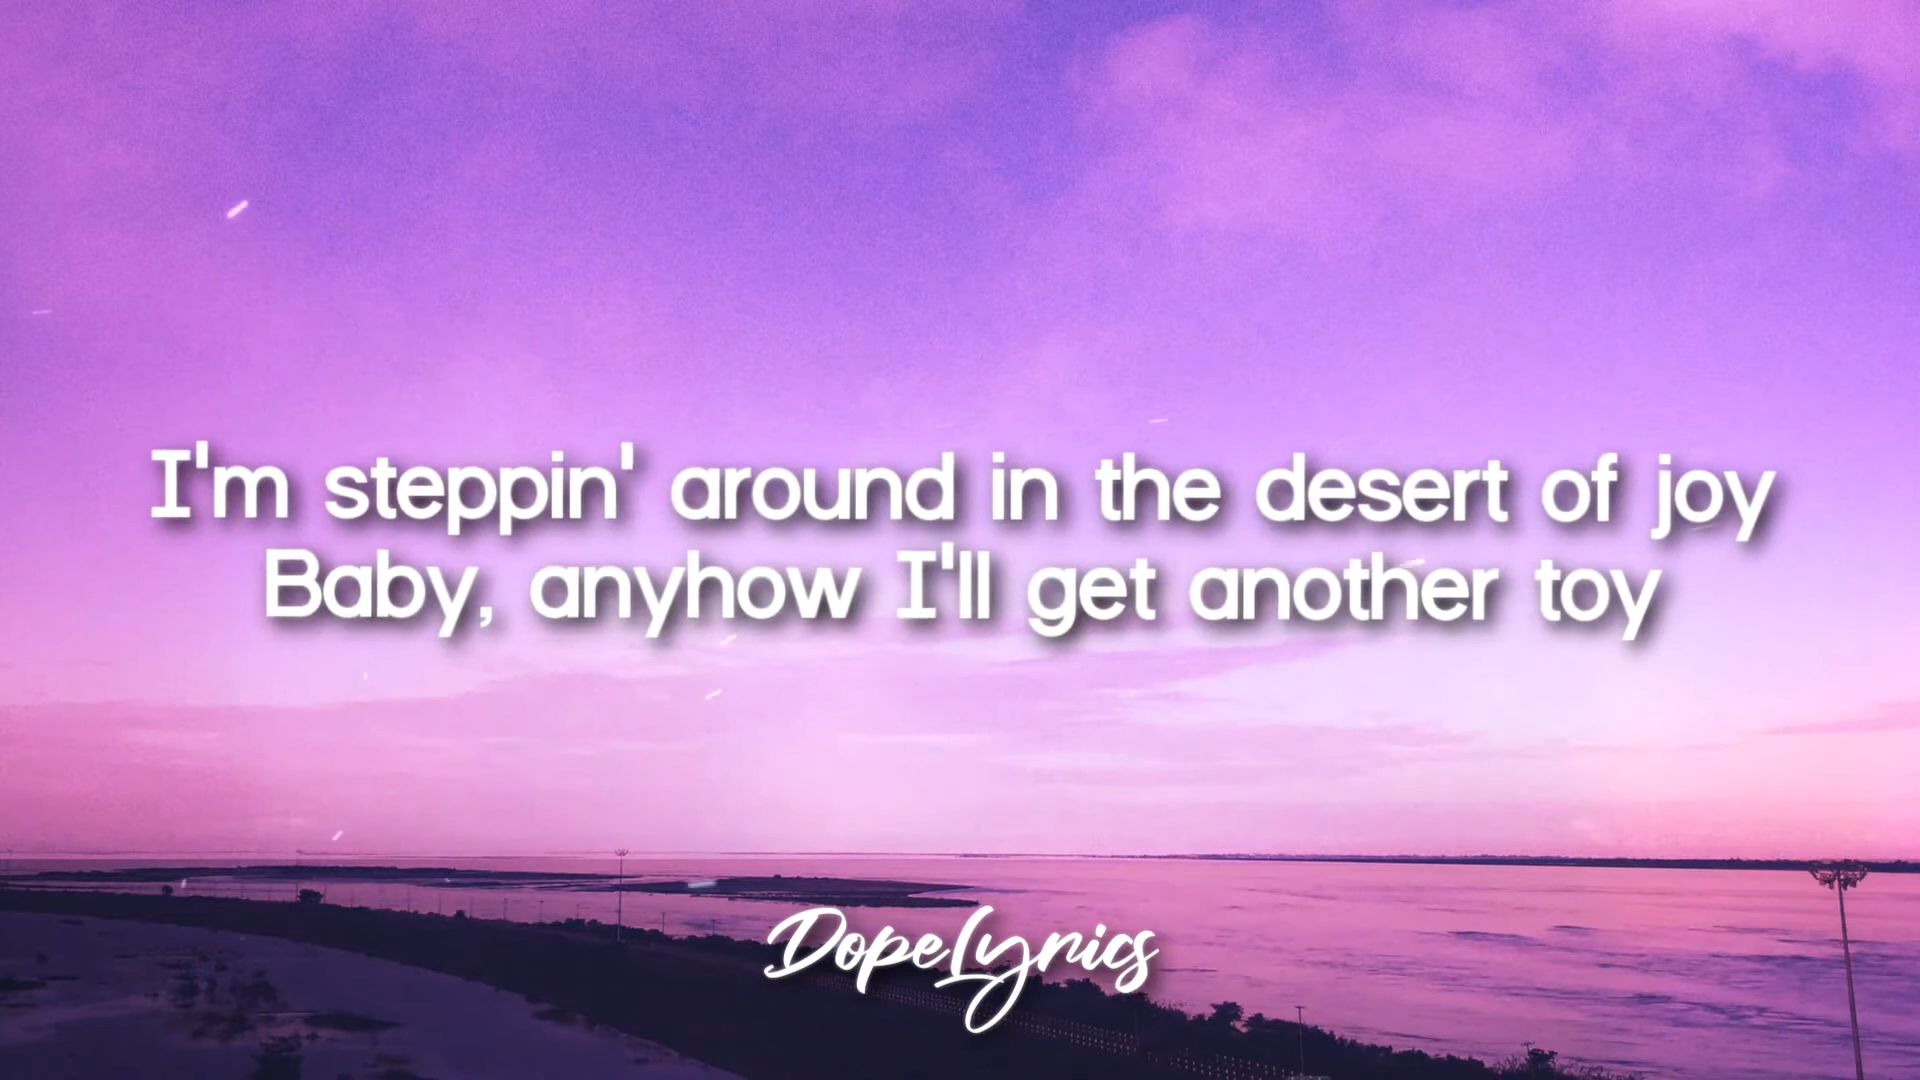 I'm steppin' around in the desert of joy
Baby, anyhow I'll get another toy
DopeLyrics